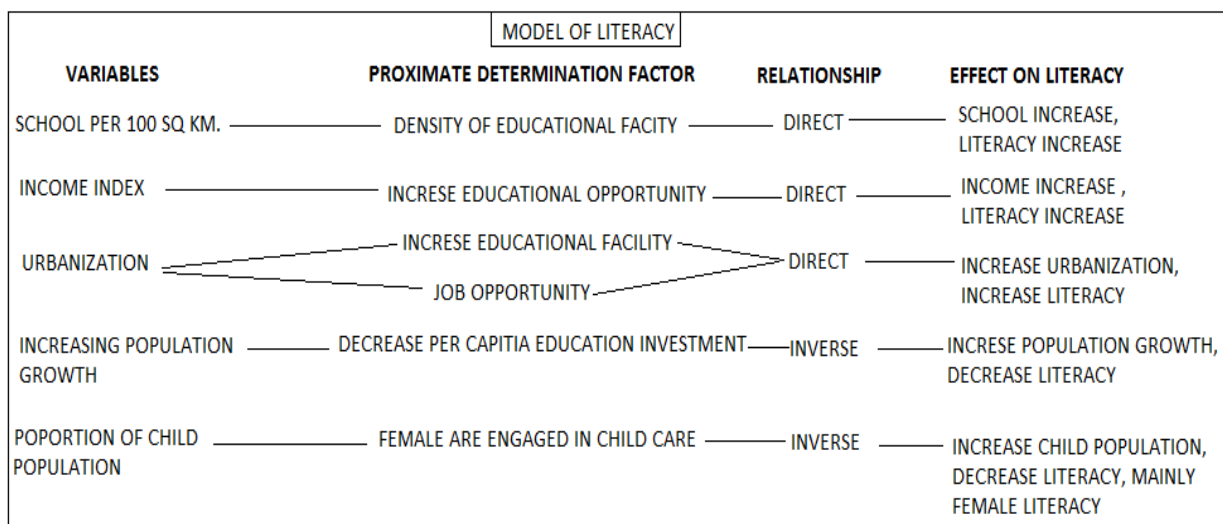 MODEL OF LITERACY
VARIABLES PROXIMATE DETERMINATION FACTOR RELATIONSHIP EFFECT ON LITERACY
SCHOOL PER 100 SQ KM. DENSITY OF EDUCATIONAL FACITY DIRECT SCHOOL INCREASE,
LITERACY INCREASE
INCOME INDEX INCRESE EDUCATIONAL OPPORTUNITY DIRECT INCOME INCREASE ,
LITERACY INCREASE
INCRESE EDUCATIONAL FACILITY
URBANIZATION DIRECT INCREASE URBANIZATION,
JOB OPPORTUNITY INCREASE LITERACY
INCREASING POPULATION DECREASE PER CAPITIA EDUCATION INVESTMENT INVERSE INCRESE POPULATION GROWTH,
GROWTH DECREASE LITERACY
POPORTION OF CHILD FEMALE ARE ENGAGED IN CHILD CARE INVERSE INCREASE CHILD POPULATION,
POPULATION DECREASE LITERACY, MAINLY
FEMALE LITERACY